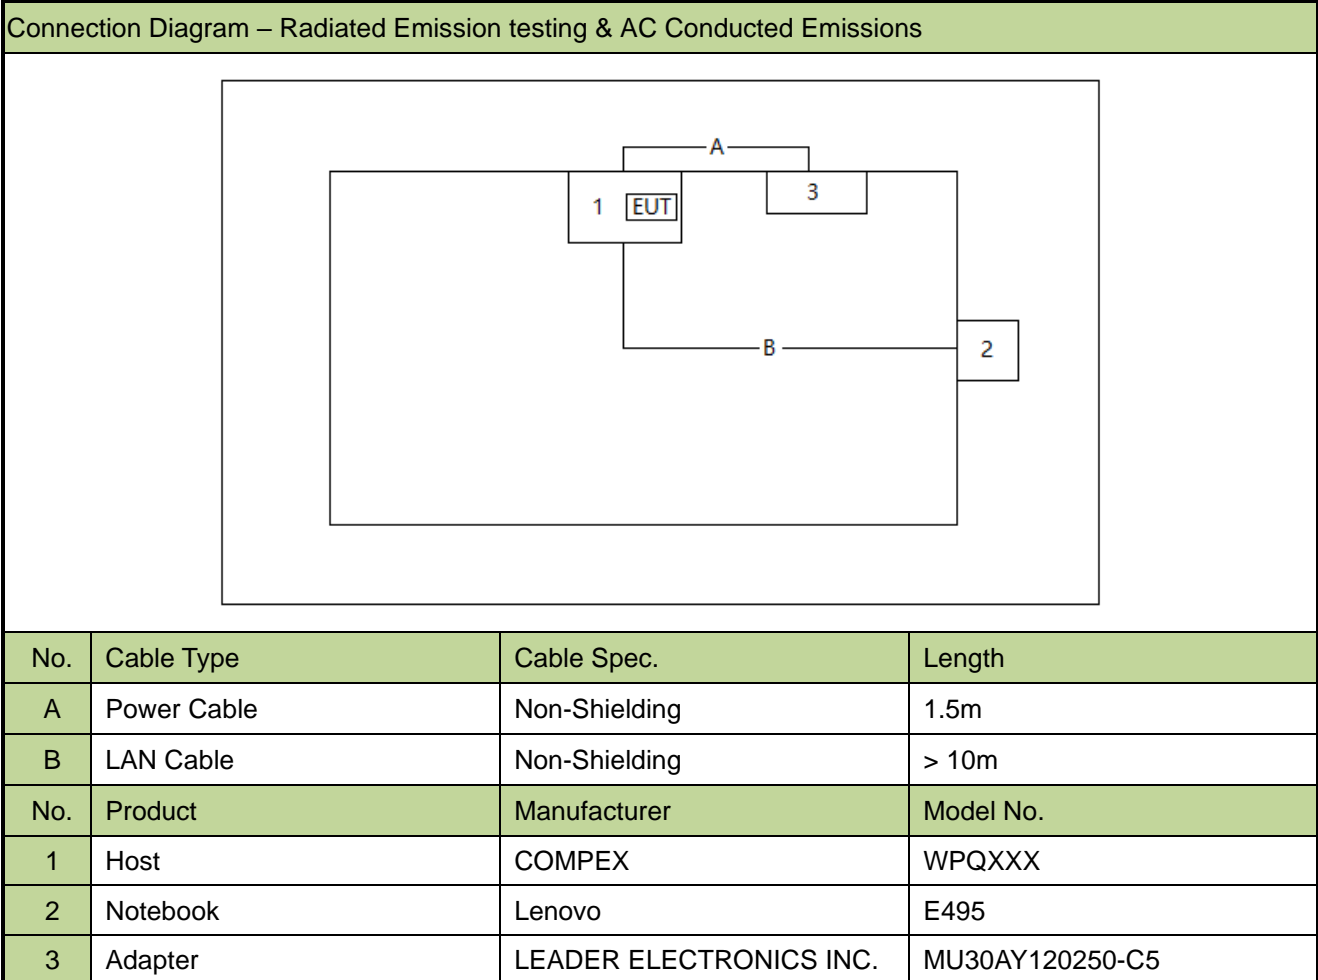 Connection Diagram – Radiated Emission testing & AC Conducted Emissions
A
1 EUT 3
B 2
No. Cable Type Cable Spec. Length
A Power Cable Non-Shielding 1.5m
B LAN Cable Non-Shielding > 10m
No. Product Manufacturer Model No.
1 Host COMPEX WPQXXX
2 Notebook Lenovo E495
3 Adapter LEADER ELECTRONICS INC. MU30AY120250-C5